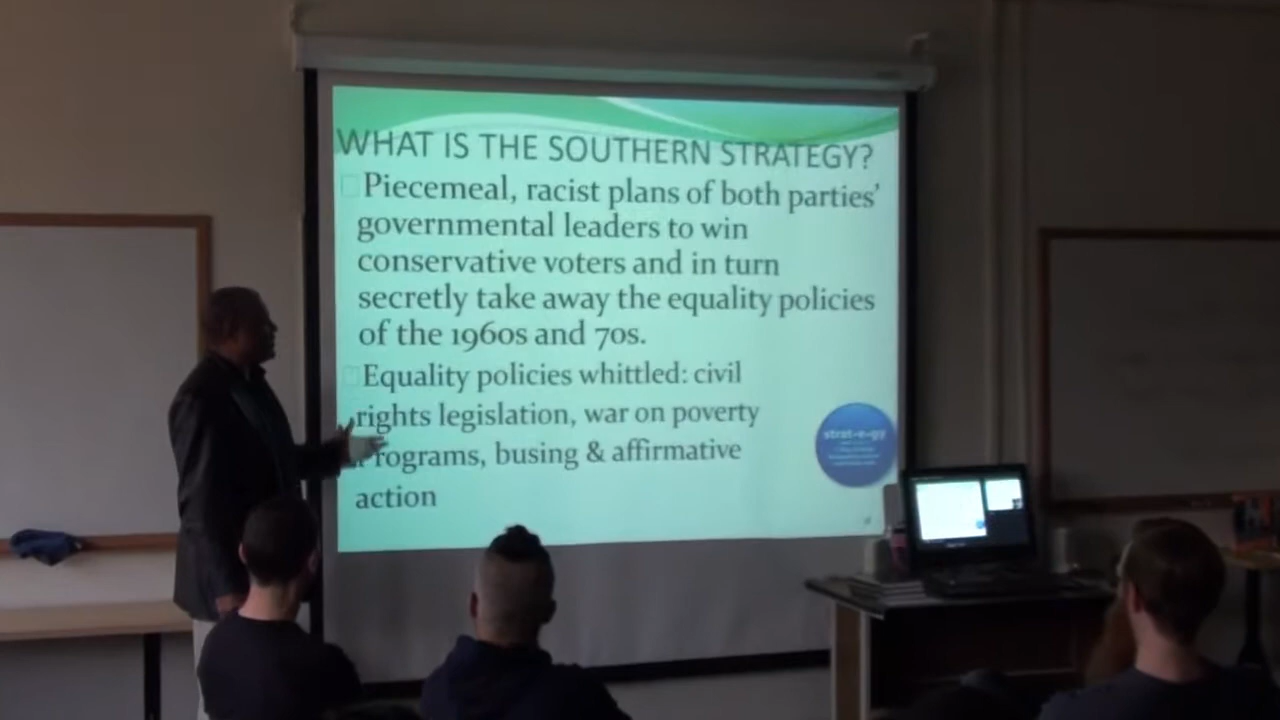 WHAT IS THE SOUTHERN STRATEGY?
Piecemeal, racist plans of both parties'
governmental leaders to win
conservative voters and in turn
secretly take away the equality policies
of the 1960s and 70s.
Equality policies whittled: civil
rights legislation, war on poverty
Programs, busing & affirmative
action
strat-e-gy